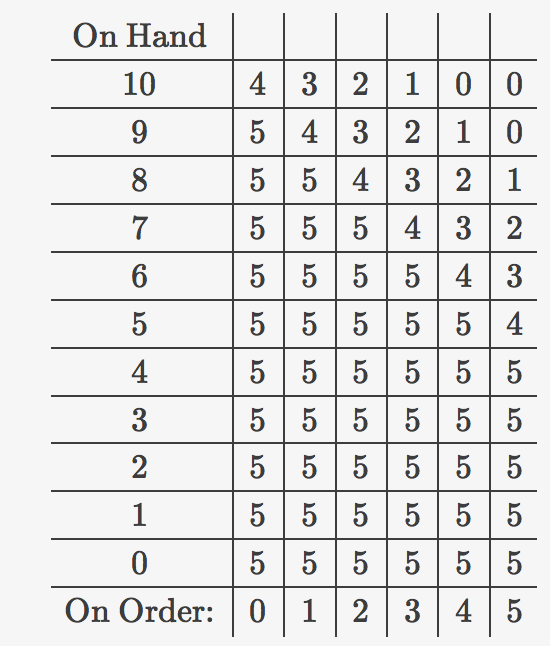 On Hand
10 4 3 2 1 0 0
9 5 4 3 2 1 0
8 5 5 4 3 2 1
7 5 5 5 4 3 2
6 5 5 5 5 4 3
5 5 5 5 5 5 4
4 5 5 5 5 5 5
3 5 5 5 5 5 5
2 5 5 5 5 5 5
1 5 5 5 5 5 5
0 5 5 5 5 5 5
On Order: 0 1 2 3 4 5